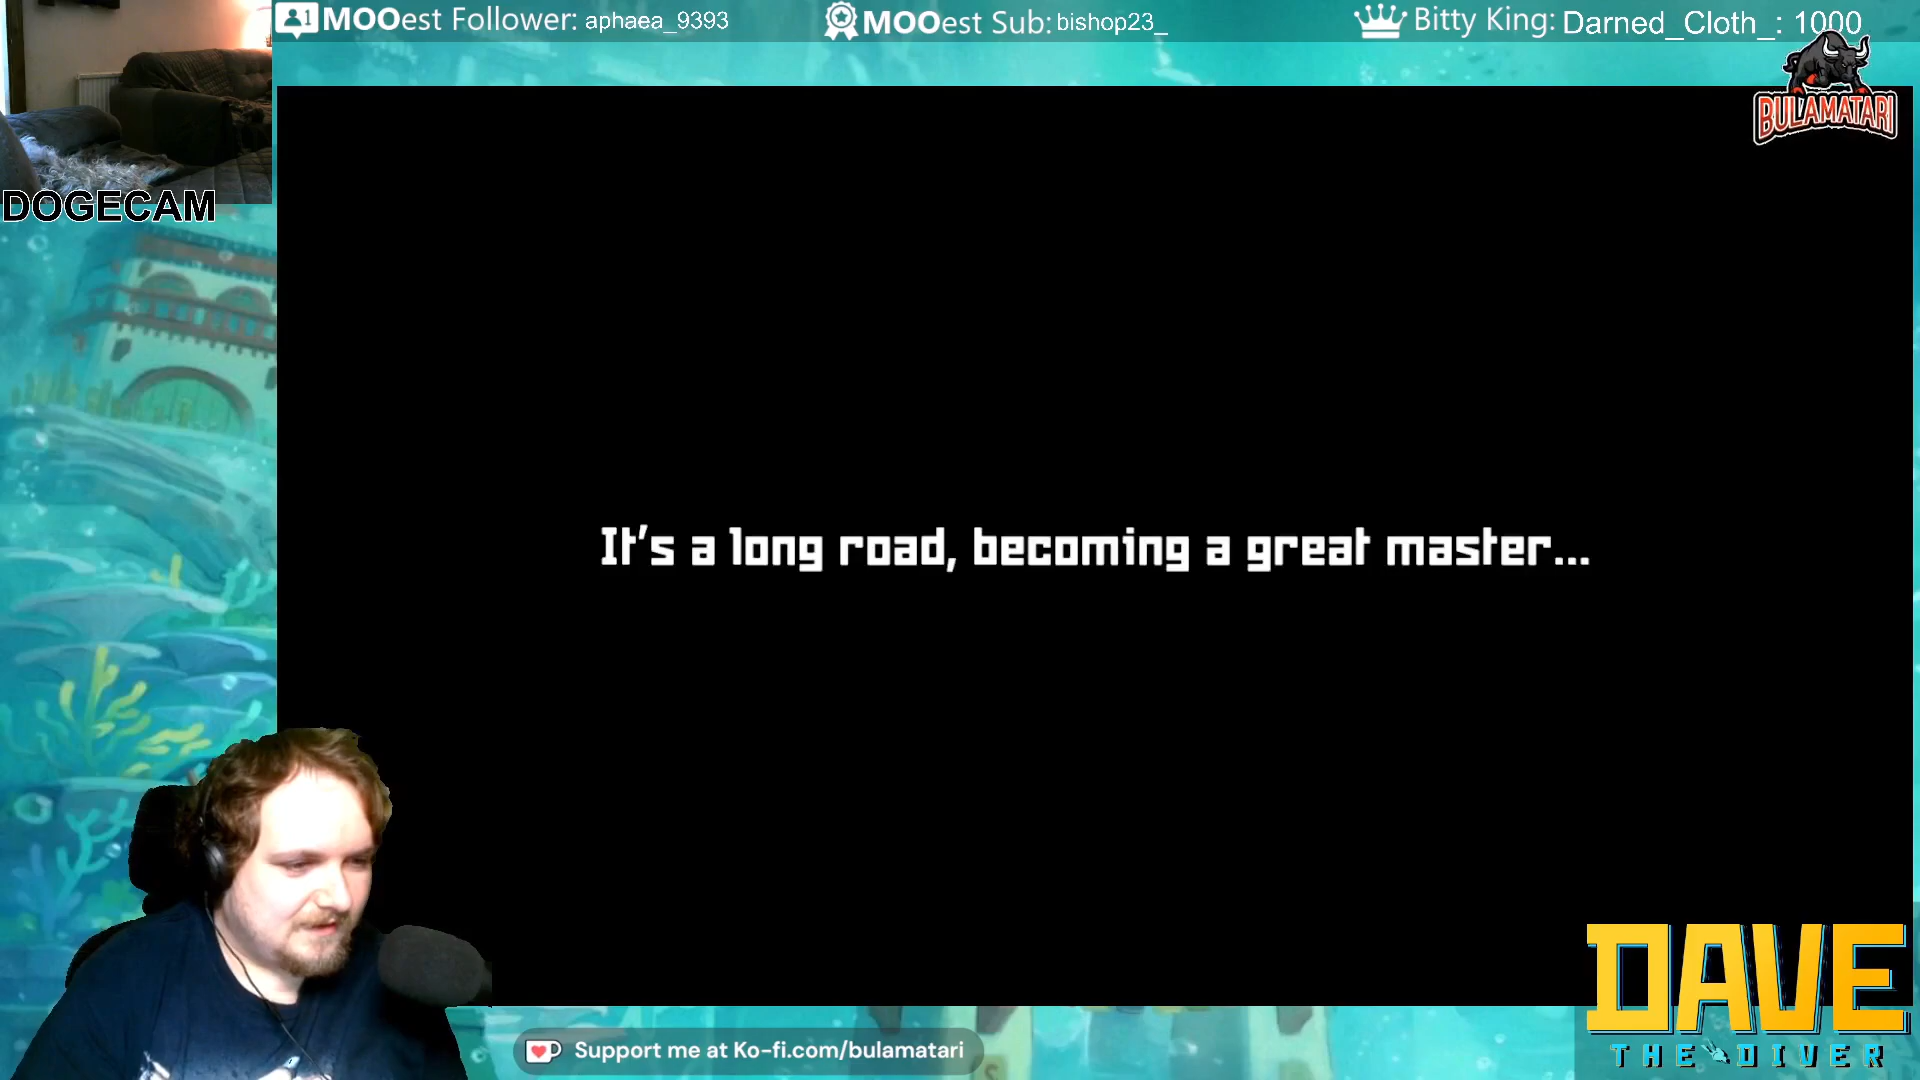 MOOest Follower: aphaea_9393
MOOest Sub: bishop23_
Bitty King: Darned_Cloth_: 1000
BULAMATARI
DOGECAM
It's a long road, becoming a great master...
DAVE
THE DIVER
Support me at Ko-fi.com/bulamatari